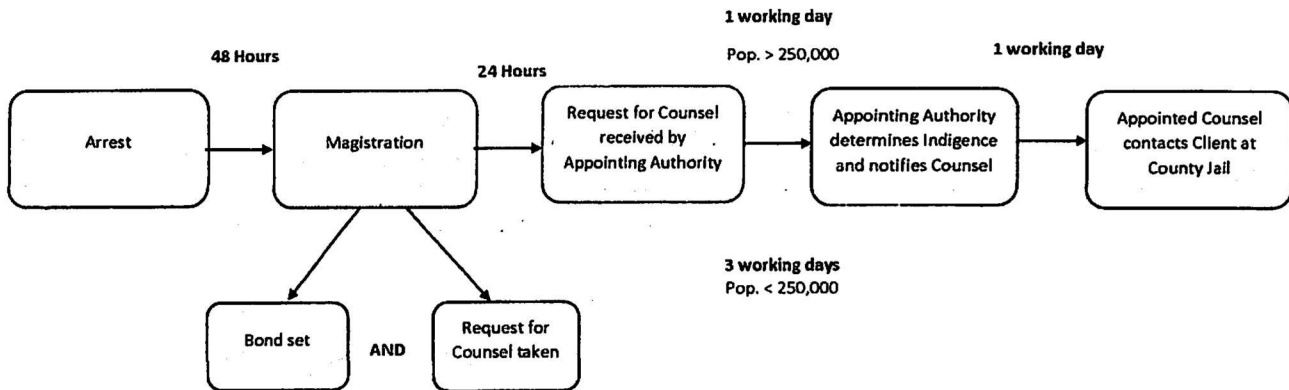 1 working day
48 Hours
Pop. > 250,000
1 working day
24 Hours
Arrest
Magistration
Request for Counsel
received by
Appointing Authority
Appointing Authority
determines Indigence
and notifies Counsel
Appointed Counsel
contacts Client at
County Jail
3 working days
Pop. < 250,000
Bond set
AND
Request for
Counsel taken